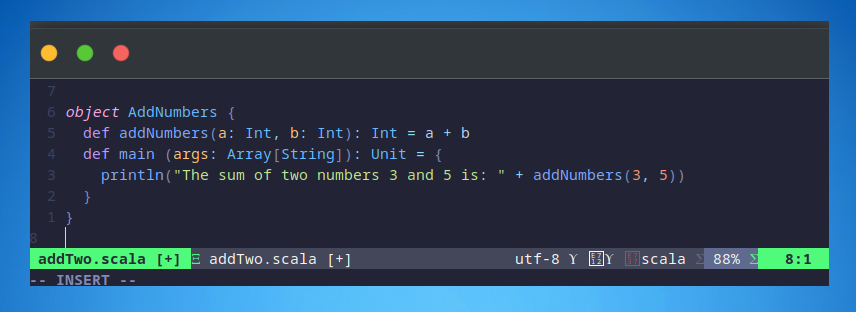 7
6 object AddNumbers {
5   def addNumbers(a: Int, b: Int): Int = a + b
4   def main (args: Array[String]): Unit = {
3     println("The sum of two numbers 3 and 5 is: " + addNumbers(3, 5))
2   }
1 }
8
addTwo.scala [+] Ξ addTwo.scala [+] utf-8 ϒ ϒ scala Σ 88% Σ 8:1
-- INSERT --